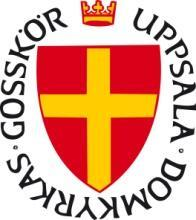 UPPSALA · DOMKYRKAS · GOSSKÖR